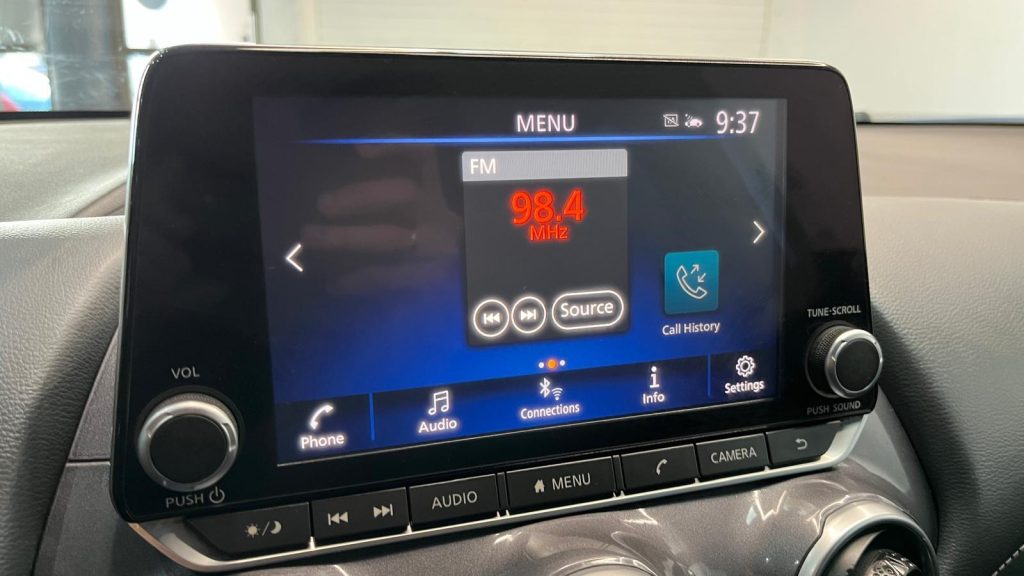 MENU
9:37
FM
98.4
MHz
Source
Call History
Phone
Audio
Connections
Info
Settings
VOL
PUSH
TUNE·SCROLL
PUSH SOUND
AUDIO
MENU
CAMERA